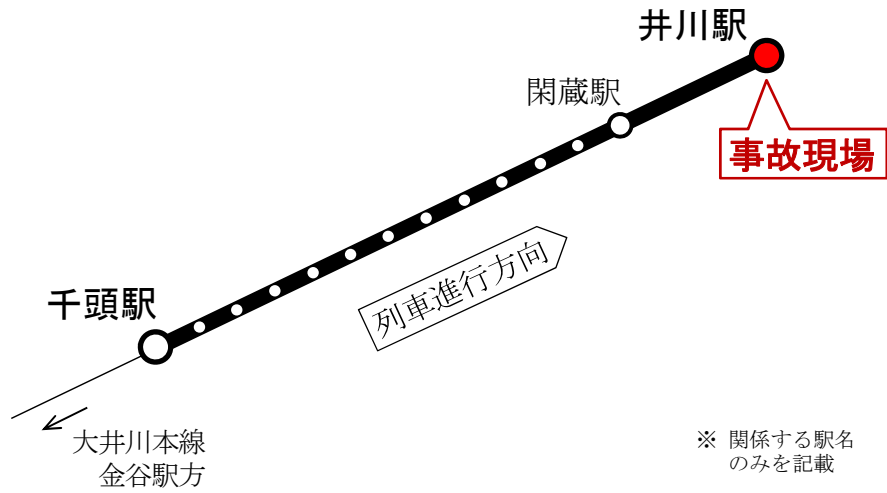 井川駅
閑蔵駅
事故現場
列車進行方向
千頭駅
大井川本線
金谷駅方
※ 関係する駅名
のみを記載